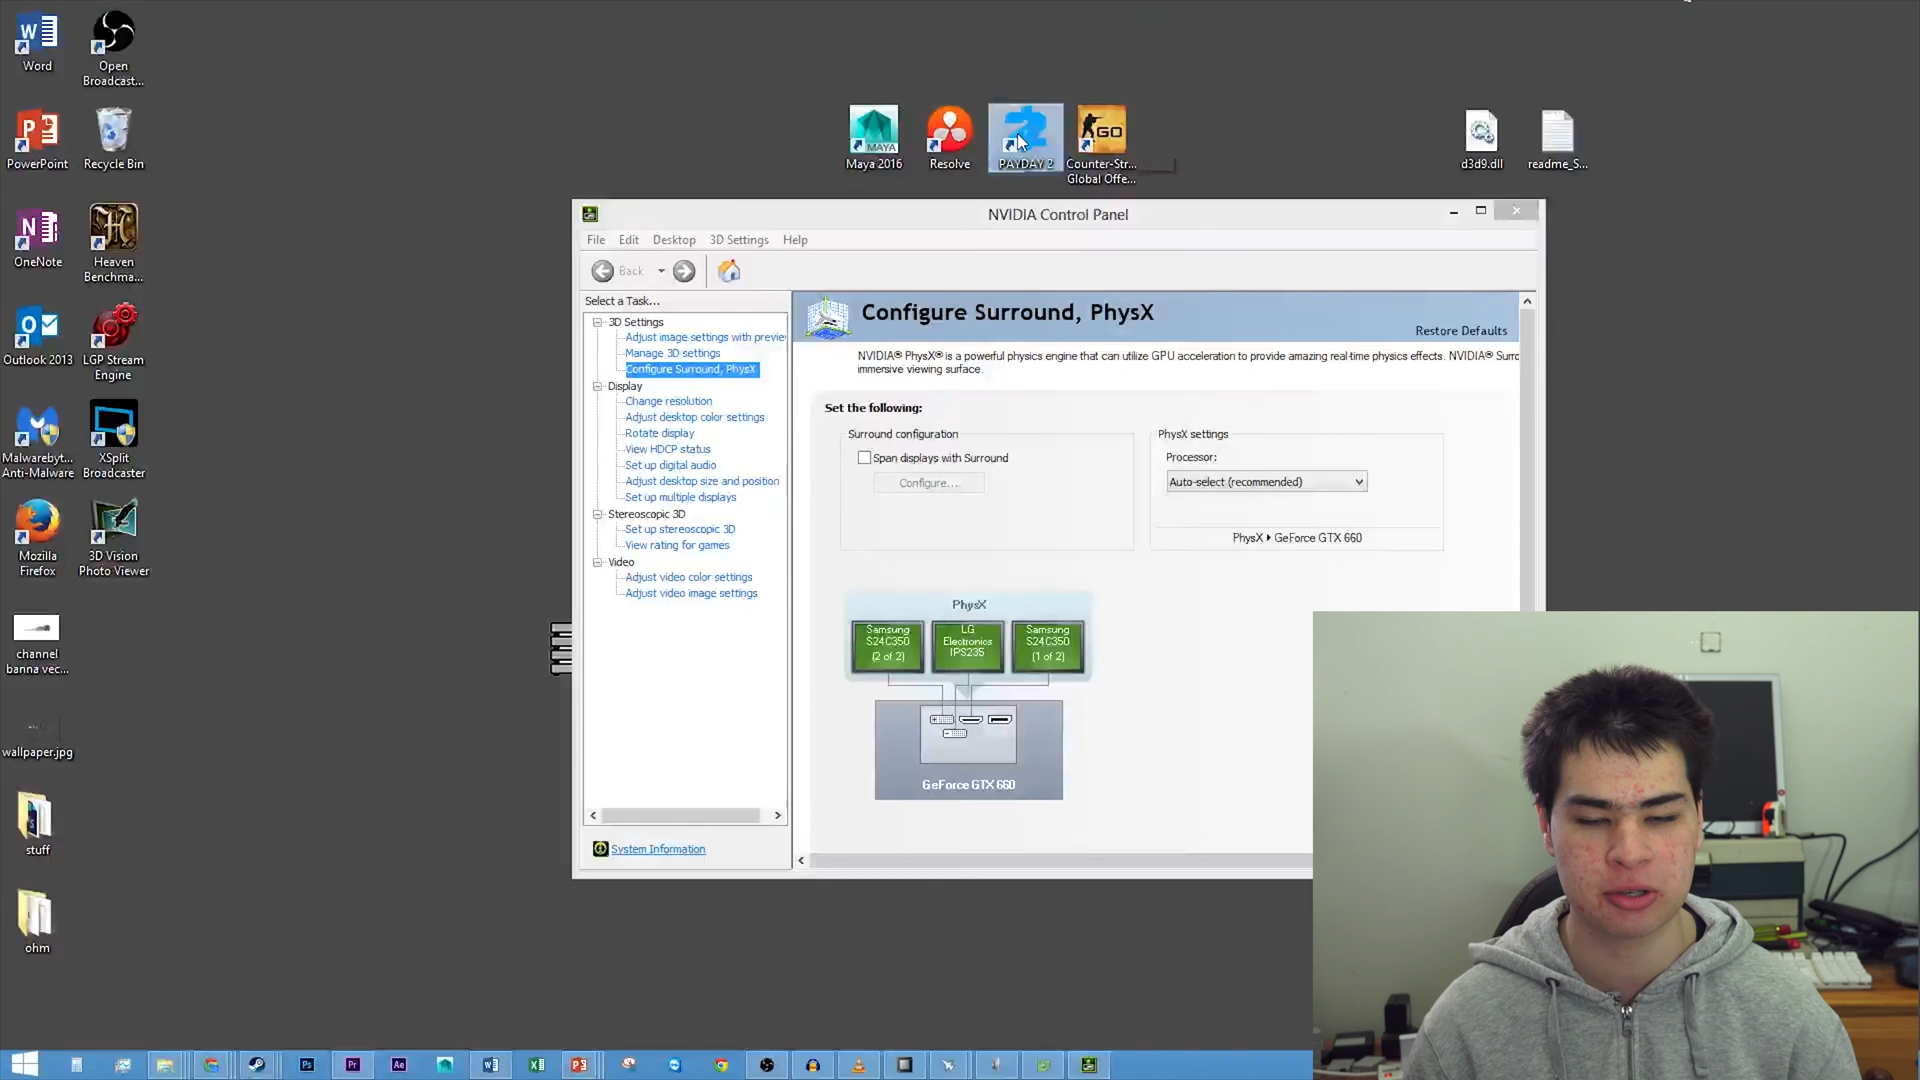 Word
Open
Broadcast...
PowerPoint
Recycle Bin
OneNote
Heaven
Benchma...
Outlook 2013
LGP Stream
Engine
Malwarebyt...
Anti-Malware
XSplit
Broadcaster
Mozilla
Firefox
3D Vision
Photo Viewer
channel
banna vec...
wallpaper.jpg
stuff
ohm
MAYA
Maya 2016
Resolve
PAYDAY 2
GO
Counter-Str...
Global Offe...
d3d9.dll
readme_S...
NVIDIA Control Panel
File Edit Desktop 3D Settings Help
Back
Select a Task...
3D Settings
Adjust image settings with previe
Manage 3D settings
Configure Surround, PhysX
Display
Change resolution
Adjust desktop color settings
Rotate display
View HDCP status
Set up digital audio
Adjust desktop size and position
Set up multiple displays
Stereoscopic 3D
Set up stereoscopic 3D
View rating for games
Video
Adjust video color settings
Adjust video image settings
System Information
Configure Surround, PhysX
Restore Defaults
NVIDIA® PhysX® is a powerful physics engine that can utilize GPU acceleration to provide amazing real-time physics effects. NVIDIA® Surro
immersive viewing surface.
Set the following:
Surround configuration
Span displays with Surround
Configure...
PhysX settings
Processor:
Auto-select (recommended)
PhysX GeForce GTX 660
PhysX
Samsung
S24C350
(2 of 2)
LG
Electronics
IPS235
Samsung
S24C350
(1 of 2)
GeForce GTX 660
Ps
Pr
Ae